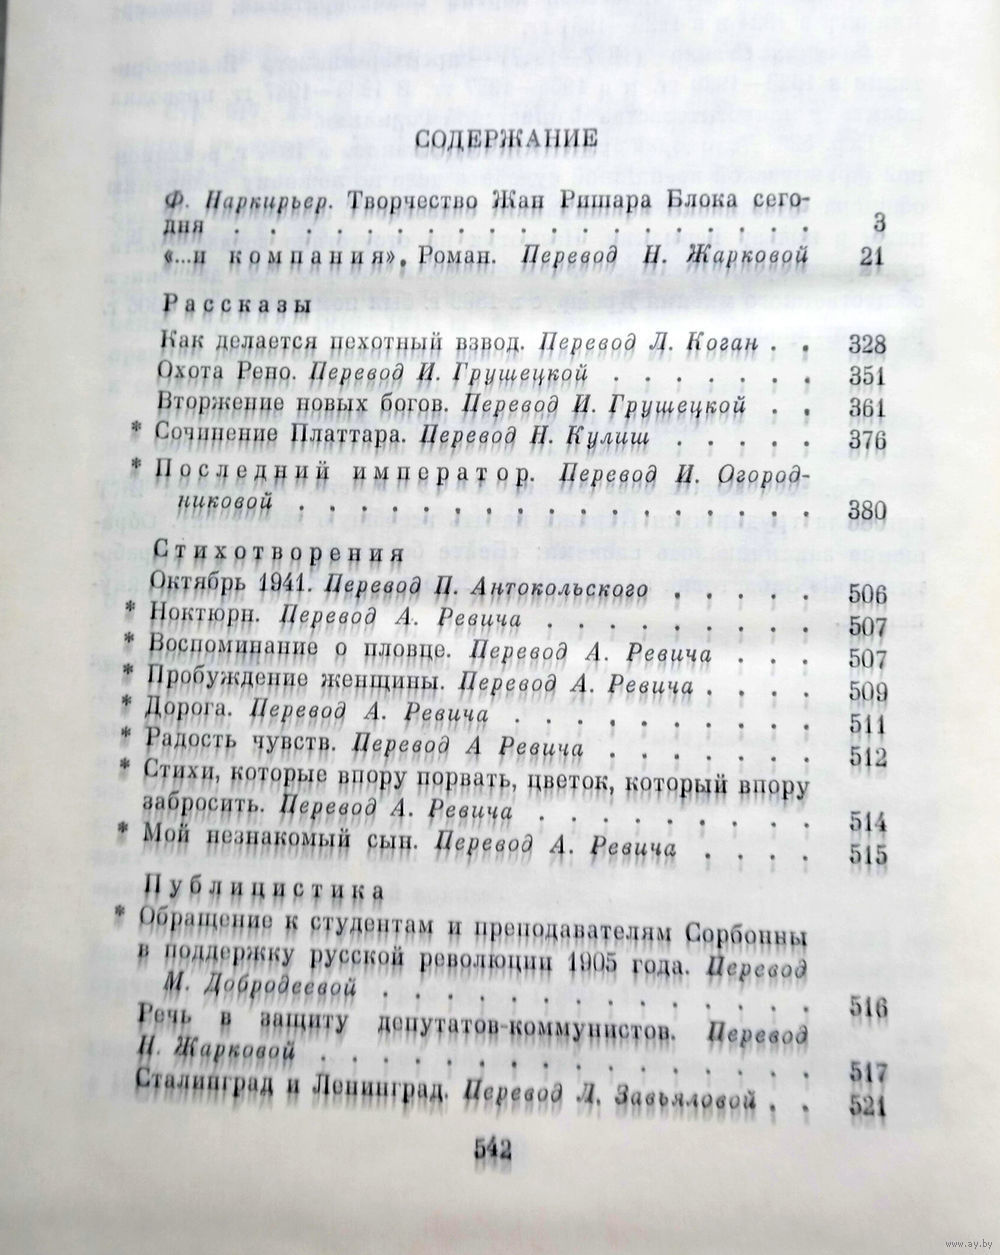 СОДЕРЖАНИЕ
Ф. Наркирьер. Творчество Жан Ришара Блока сего-
дня . . . . . . . . . . . . . . . . . . 3
«...и компания», Роман. Перевод Н. Жарковой 21
Рассказы
Как делается пехотный взвод. Перевод Л. Коган . . 328
Охота Рено. Перевод И. Грушецкой . . . . . . . 351
Вторжение новых богов. Перевод И. Грушецкой . . 361
* Сочинение Платтара. Перевод Н. Кулиш . . . . . 376
* Последний император. Перевод И. Огород-
никовой . . . . . . . . . . . . . . . . . 380
Стихотворения
Октябрь 1941. Перевод П. Антокольского . . . . . 506
* Ноктюрн. Перевод А. Ревича . . . . . . . . . 507
* Воспоминание о пловце. Перевод А. Ревича . . . 507
* Пробуждение женщины. Перевод А. Ревича . . . . 509
* Дорога. Перевод А. Ревича . . . . . . . . . . 511
* Радость чувств. Перевод А Ревича . . . . . . . 512
* Стихи, которые впору порвать, цветок, который впору
забросить. Перевод А. Ревича . . . . . . . . . 514
* Мой незнакомый сын. Перевод А. Ревича . . . . 515
Публицистика
* Обращение к студентам и преподавателям Сорбонны
в поддержку русской революции 1905 года. Перевод
М. Добродеевой . . . . . . . . . . . . . . 516
Речь в защиту депутатов-коммунистов. Перевод
Н. Жарковой . . . . . . . . . . . . . . . . 517
Сталинград и Ленинград. Перевод Л. Завьяловой . . 521
542
www.ay.by